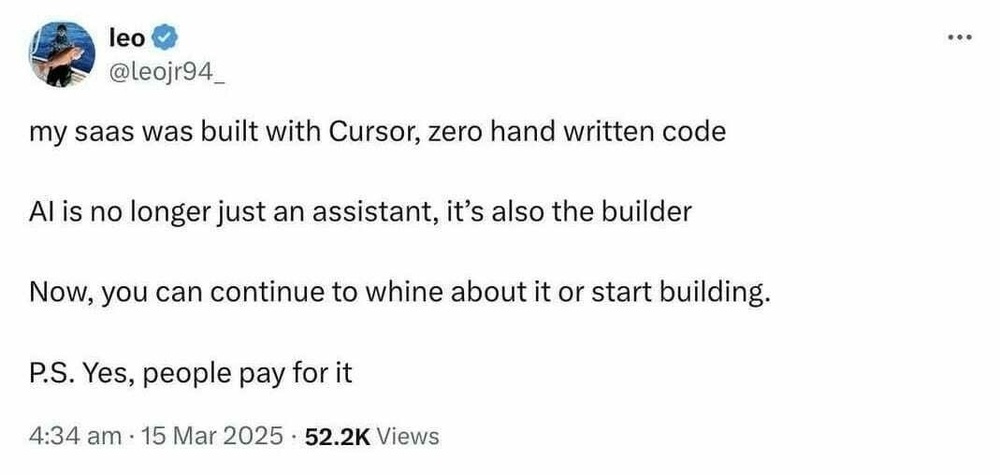 leo
@leojr94_
my saas was built with Cursor, zero hand written code
AI is no longer just an assistant, it’s also the builder
Now, you can continue to whine about it or start building.
P.S. Yes, people pay for it
4:34 am · 15 Mar 2025 · 52.2K Views